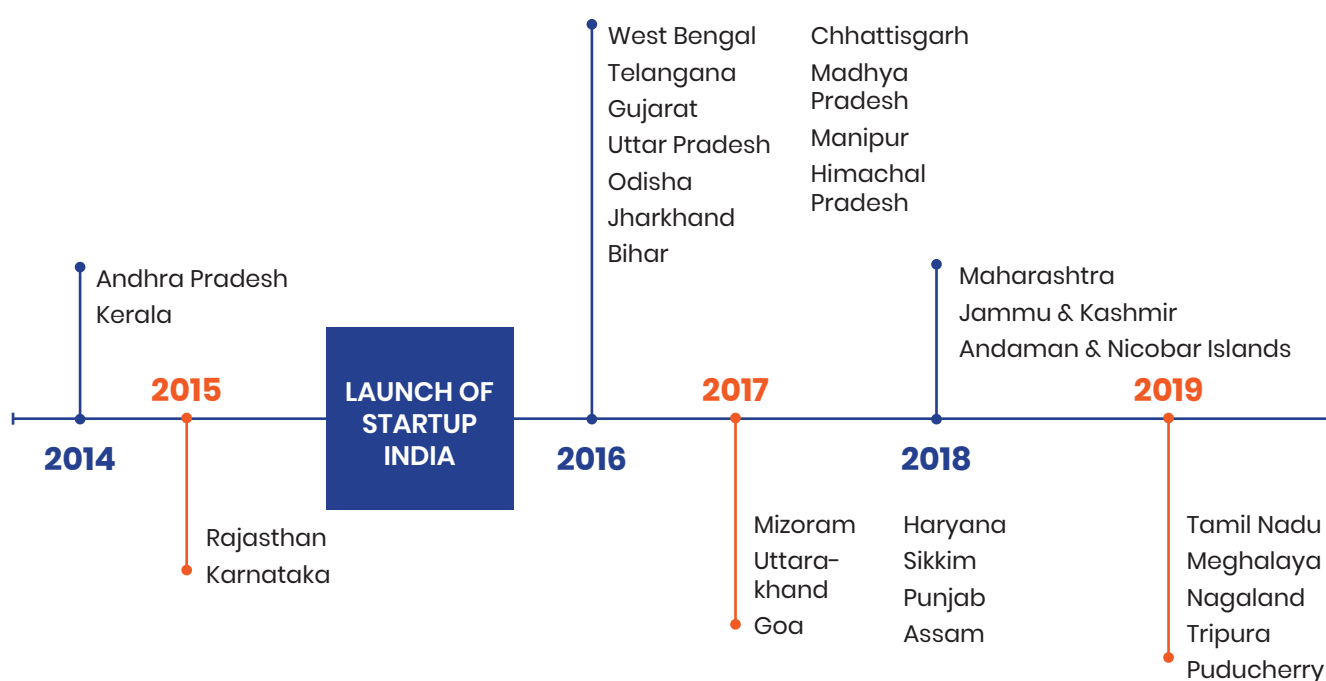 West Bengal
Telangana
Gujarat
Uttar Pradesh
Odisha
Jharkhand
Bihar
Chhattisgarh
Madhya
Pradesh
Manipur
Himachal
Pradesh
Andhra Pradesh
Kerala
Maharashtra
Jammu & Kashmir
Andaman & Nicobar Islands
2015
LAUNCH OF
STARTUP
INDIA
2017
2019
2014
2016
2018
Rajasthan
Karnataka
Mizoram
Uttara-
khand
Goa
Haryana
Sikkim
Punjab
Assam
Tamil Nadu
Meghalaya
Nagaland
Tripura
Puducherry